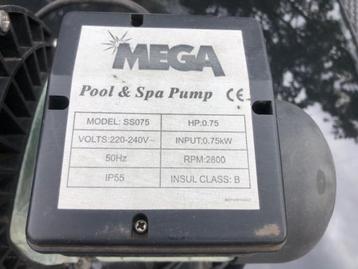 MEGA
Pool & Spa Pump CE
MODEL: SS075 HP:0.75
VOLTS:220-240V~ INPUT:0.75kW
50Hz RPM:2800
IP55 INSUL CLASS: B